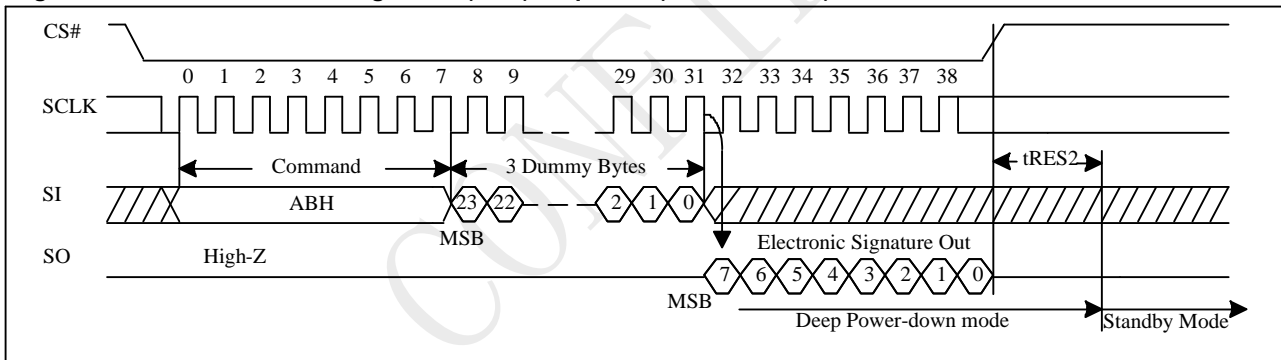 CS#
0 1 2 3 4 5 6 7 8 9 29 30 31 32 33 34 35 36 37 38
SCLK
Command 3 Dummy Bytes tRES2
SI
ABH 23 22 2 1 0
MSB
SO High-Z Electronic Signature Out
7 6 5 4 3 2 1 0
MSB
Deep Power-down mode Standby Mode